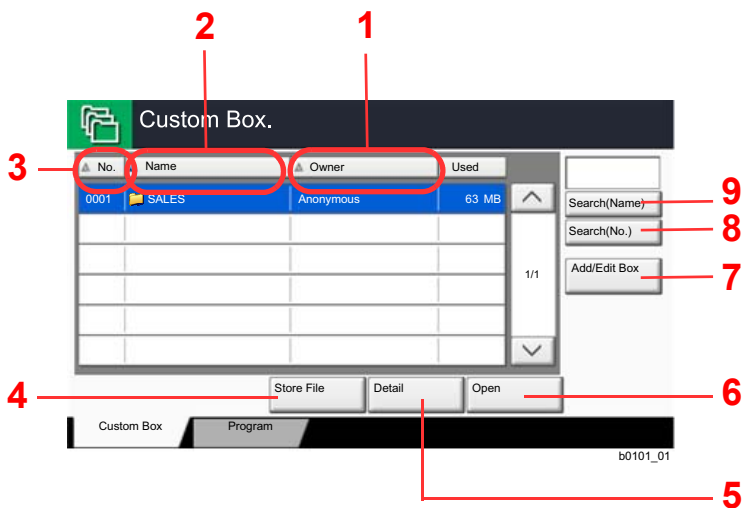 2
1
Custom Box.
3
No.
Name
Owner
Used
0001
SALES
Anonymous
63 MB
Search(Name)
9
Search(No.)
8
Add/Edit Box
7
1/1
4
Store File
Detail
Open
6
Custom Box
Program
b0101_01
5